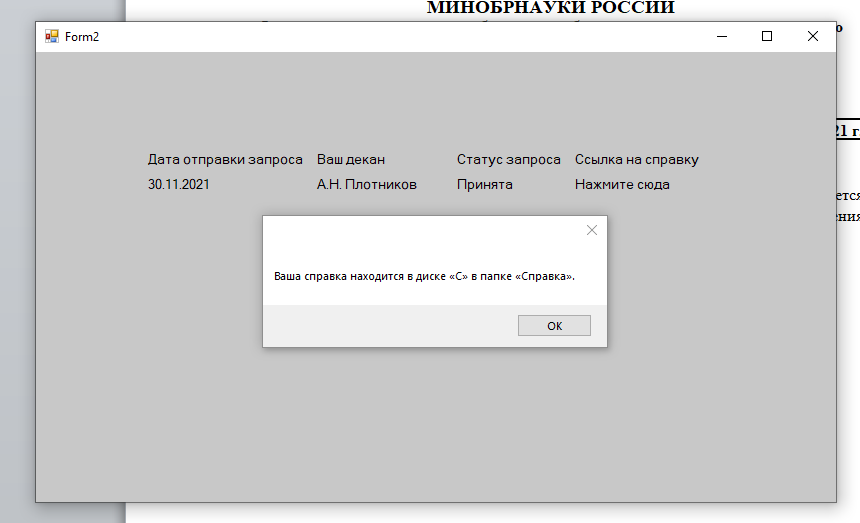 МИНОБРНАУКИ РОССИИ
Form2
21 г
Дата отправки запроса Ваш декан Статус запроса Ссылка на справку
30.11.2021 А.Н. Плотников Принята Нажмите сюда
Ваша справка находится в диске «С» в папке «Справка».
OK